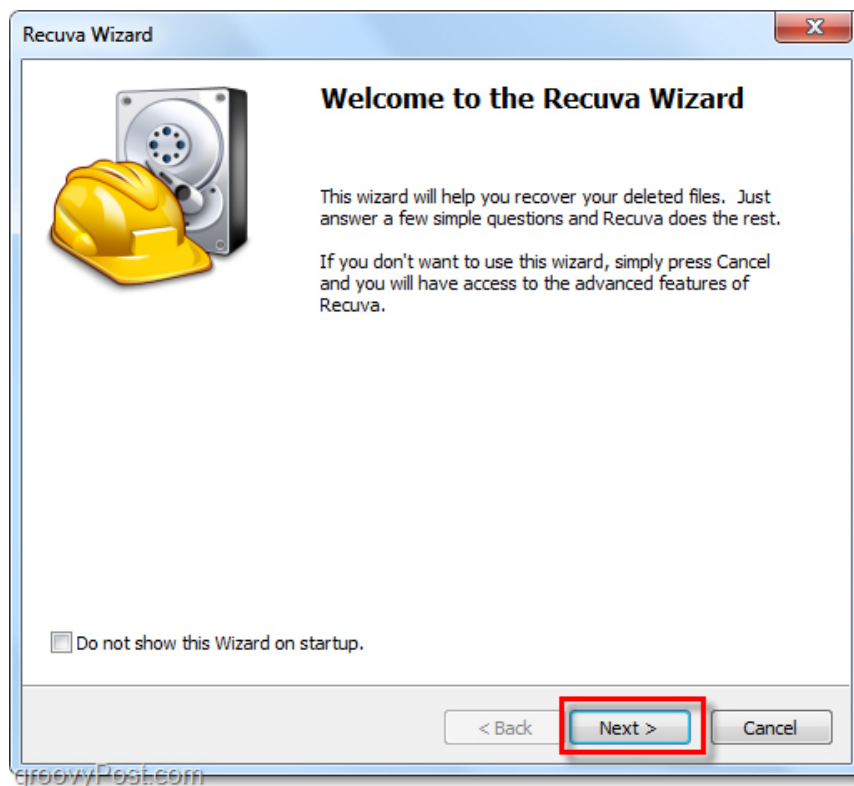 Recuva Wizard
Welcome to the Recuva Wizard
This wizard will help you recover your deleted files. Just
answer a few simple questions and Recuva does the rest.
If you don't want to use this wizard, simply press Cancel
and you will have access to the advanced features of
Recuva.
Do not show this Wizard on startup.
< Back Next > Cancel
groovyPost.com